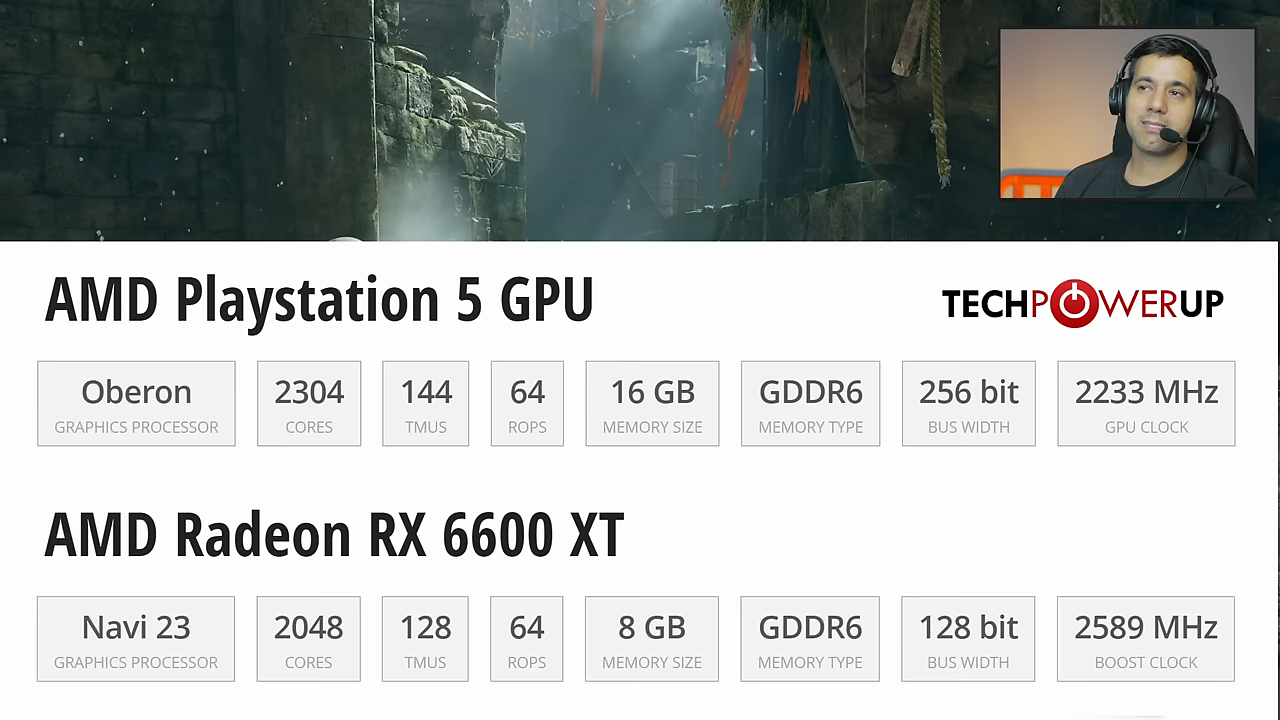 AMD Playstation 5 GPU
TECHPOWERUP
Oberon 2304 144 64 16 GB GDDR6 256 bit 2233 MHz
GRAPHICS PROCESSOR CORES TMUS ROPS MEMORY SIZE MEMORY TYPE BUS WIDTH GPU CLOCK
AMD Radeon RX 6600 XT
Navi 23 2048 128 64 8 GB GDDR6 128 bit 2589 MHz
GRAPHICS PROCESSOR CORES TMUS ROPS MEMORY SIZE MEMORY TYPE BUS WIDTH BOOST CLOCK